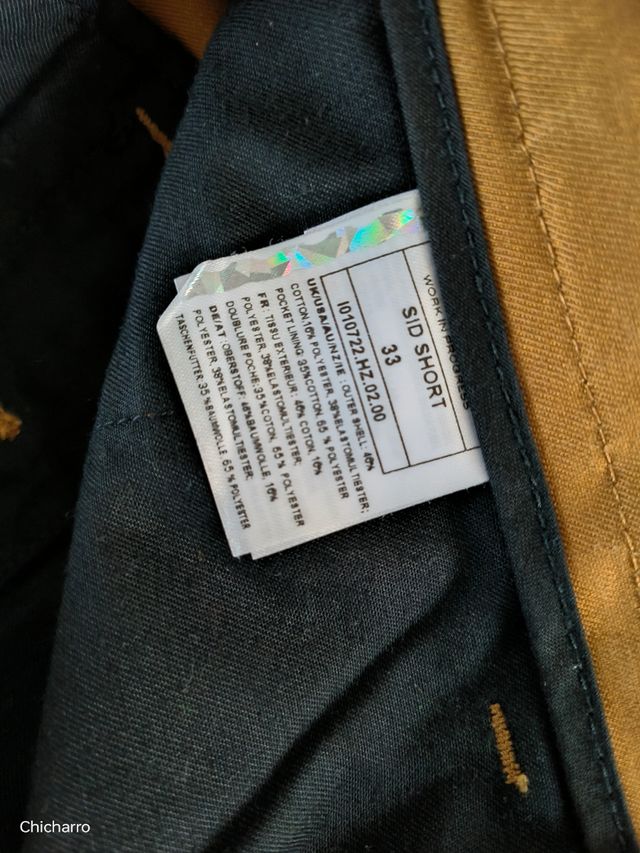 WORK IN PROGRESS
SID SHORT
33
I010722.HZ.02.00
UK/USA/AU/NZ/IE : OUTER SHELL: 46%
COTTON,16% POLYESTER, 38%ELASTOMULTIESTER;
POCKET LINING: 35%COTTON, 65 % POLYESTER
FR: TISSU EXTERIEUR: 46% COTON, 16%
POLYESTER, 38%ELASTOMULTIESTER;
DOUBLURE POCHE:35%COTON, 65% POLYESTER
DE/AT :OBERSTOFF: 46%BAUMWOLLE, 16%
POLYESTER, 38%ELASTOMULTIESTER;
TASCHENFUTTER: 35%BAUMWOLLE, 65 % POLYESTER
Chicharro